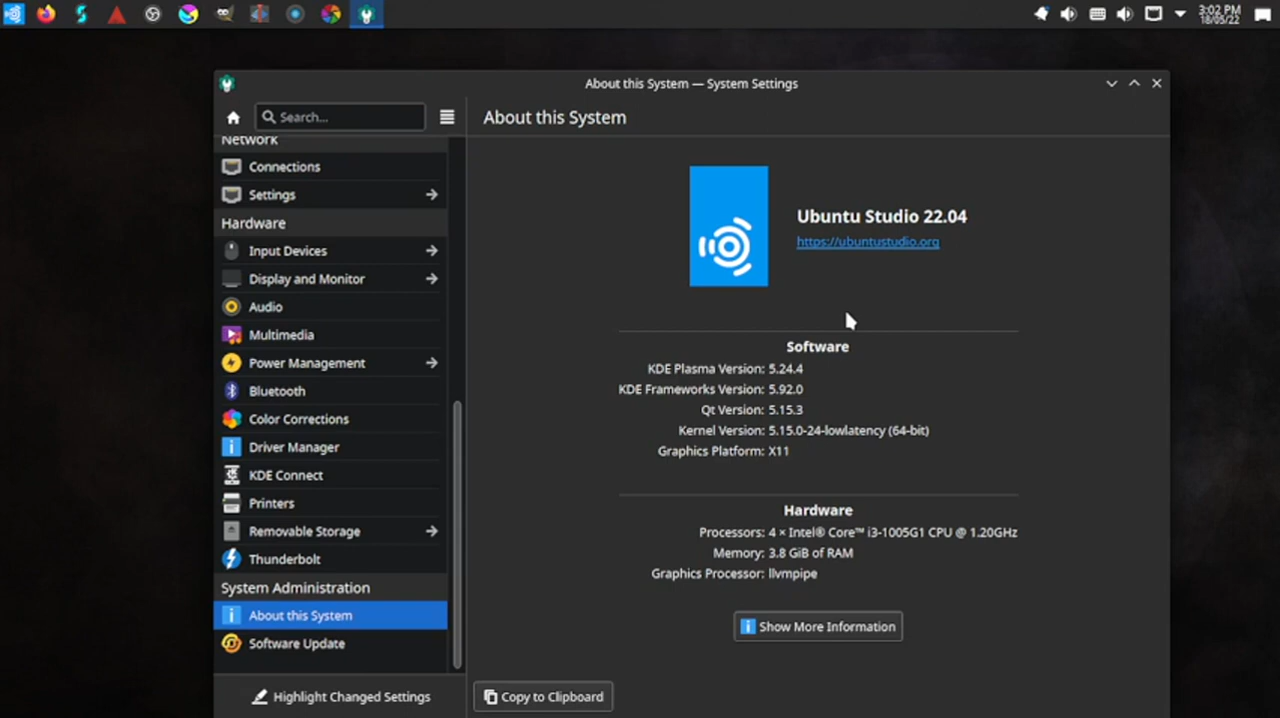 3:02 PM
18/05/22
About this System — System Settings
Search...
About this System
Network
Connections
Settings
Hardware
Input Devices
Display and Monitor
Audio
Multimedia
Power Management
Bluetooth
Color Corrections
Driver Manager
KDE Connect
Printers
Removable Storage
Thunderbolt
System Administration
About this System
Software Update
Highlight Changed Settings
Ubuntu Studio 22.04
https://ubuntustudio.org
Software
KDE Plasma Version: 5.24.4
KDE Frameworks Version: 5.92.0
Qt Version: 5.15.3
Kernel Version: 5.15.0-24-lowlatency (64-bit)
Graphics Platform: X11
Hardware
Processors: 4 × Intel® Core™ i3-1005G1 CPU @ 1.20GHz
Memory: 3.8 GiB of RAM
Graphics Processor: llvmpipe
Show More Information
Copy to Clipboard